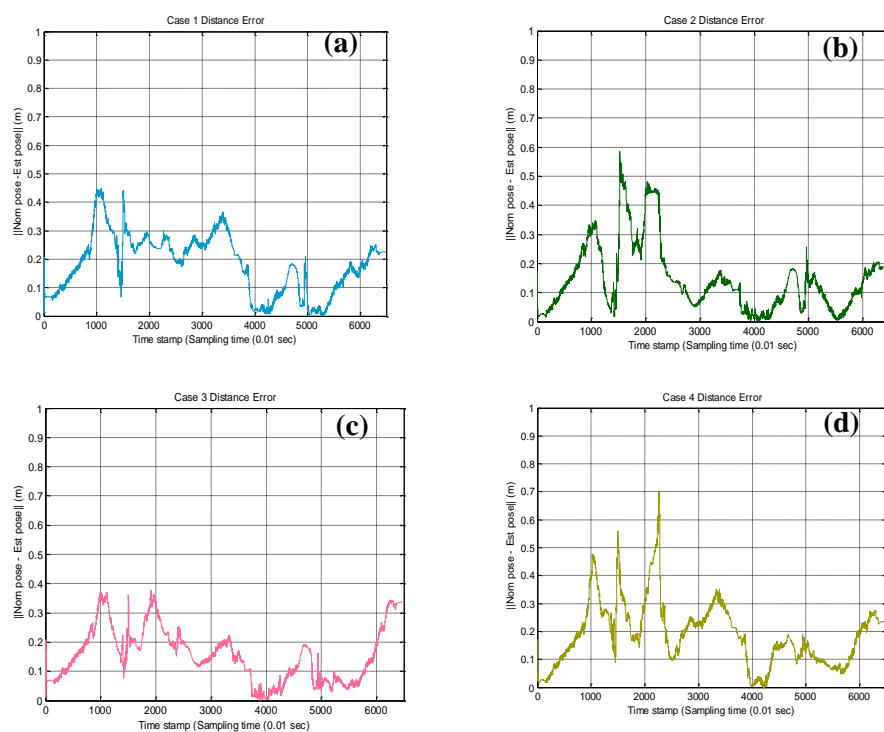 Case 1 Distance Error
(a)
||Nom pose -Est pose|| (m)
1
0.9
0.8
0.7
0.6
0.5
0.4
0.3
0.2
0.1
0
0 1000 2000 3000 4000 5000 6000
Time stamp (Sampling time (0.01 sec)
Case 2 Distance Error
(b)
||Nom pose - Est pose|| (m)
1
0.9
0.8
0.7
0.6
0.5
0.4
0.3
0.2
0.1
0
0 1000 2000 3000 4000 5000 6000
Time stamp (Sampling time (0.01 sec)
Case 3 Distance Error
(c)
||Nom pose - Est pose|| (m)
1
0.9
0.8
0.7
0.6
0.5
0.4
0.3
0.2
0.1
0
0 1000 2000 3000 4000 5000 6000
Time stamp (Sampling time (0.01 sec)
Case 4 Distance Error
(d)
||Nom pose - Est pose|| (m)
1
0.9
0.8
0.7
0.6
0.5
0.4
0.3
0.2
0.1
0
0 1000 2000 3000 4000 5000 6000
Time stamp (Sampling time (0.01 sec)